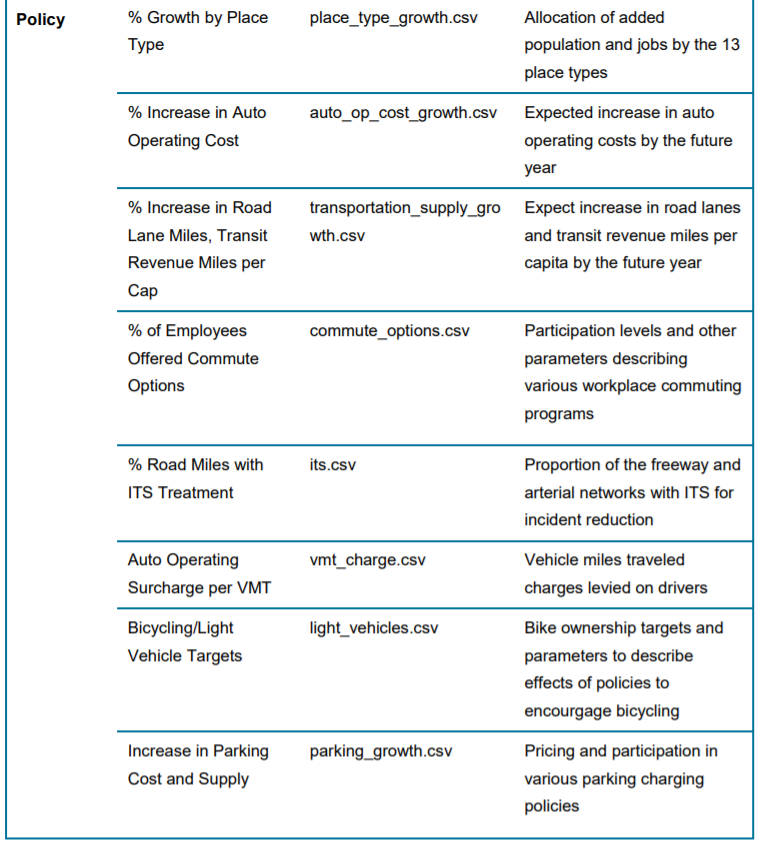 Policy
% Growth by Place
Type
place_type_growth.csv
Allocation of added
population and jobs by the 13
place types
% Increase in Auto
Operating Cost
auto_op_cost_growth.csv
Expected increase in auto
operating costs by the future
year
% Increase in Road
Lane Miles, Transit
Revenue Miles per
Cap
transportation_supply_gro
wth.csv
Expect increase in road lanes
and transit revenue miles per
capita by the future year
% of Employees
Offered Commute
Options
commute_options.csv
Participation levels and other
parameters describing
various workplace commuting
programs
% Road Miles with
ITS Treatment
its.csv
Proportion of the freeway and
arterial networks with ITS for
incident reduction
Auto Operating
Surcharge per VMT
vmt_charge.csv
Vehicle miles traveled
charges levied on drivers
Bicycling/Light
Vehicle Targets
light_vehicles.csv
Bike ownership targets and
parameters to describe
effects of policies to
encourgage bicycling
Increase in Parking
Cost and Supply
parking_growth.csv
Pricing and participation in
various parking charging
policies